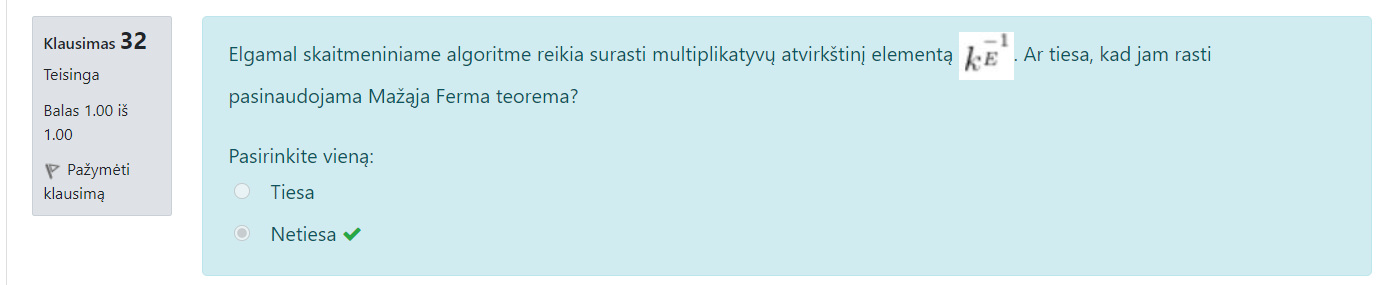 Klausimas 32
Teisinga
Balas 1.00 iš
1.00
Pažymėti
klausimą
Elgamal skaitmeniniame algoritme reikia surasti multiplikatyvų atvirkštinį elementą k_E^{-1}. Ar tiesa, kad jam rasti
pasinaudojama Mažąja Ferma teorema?
Pasirinkite vieną:
Tiesa
Netiesa